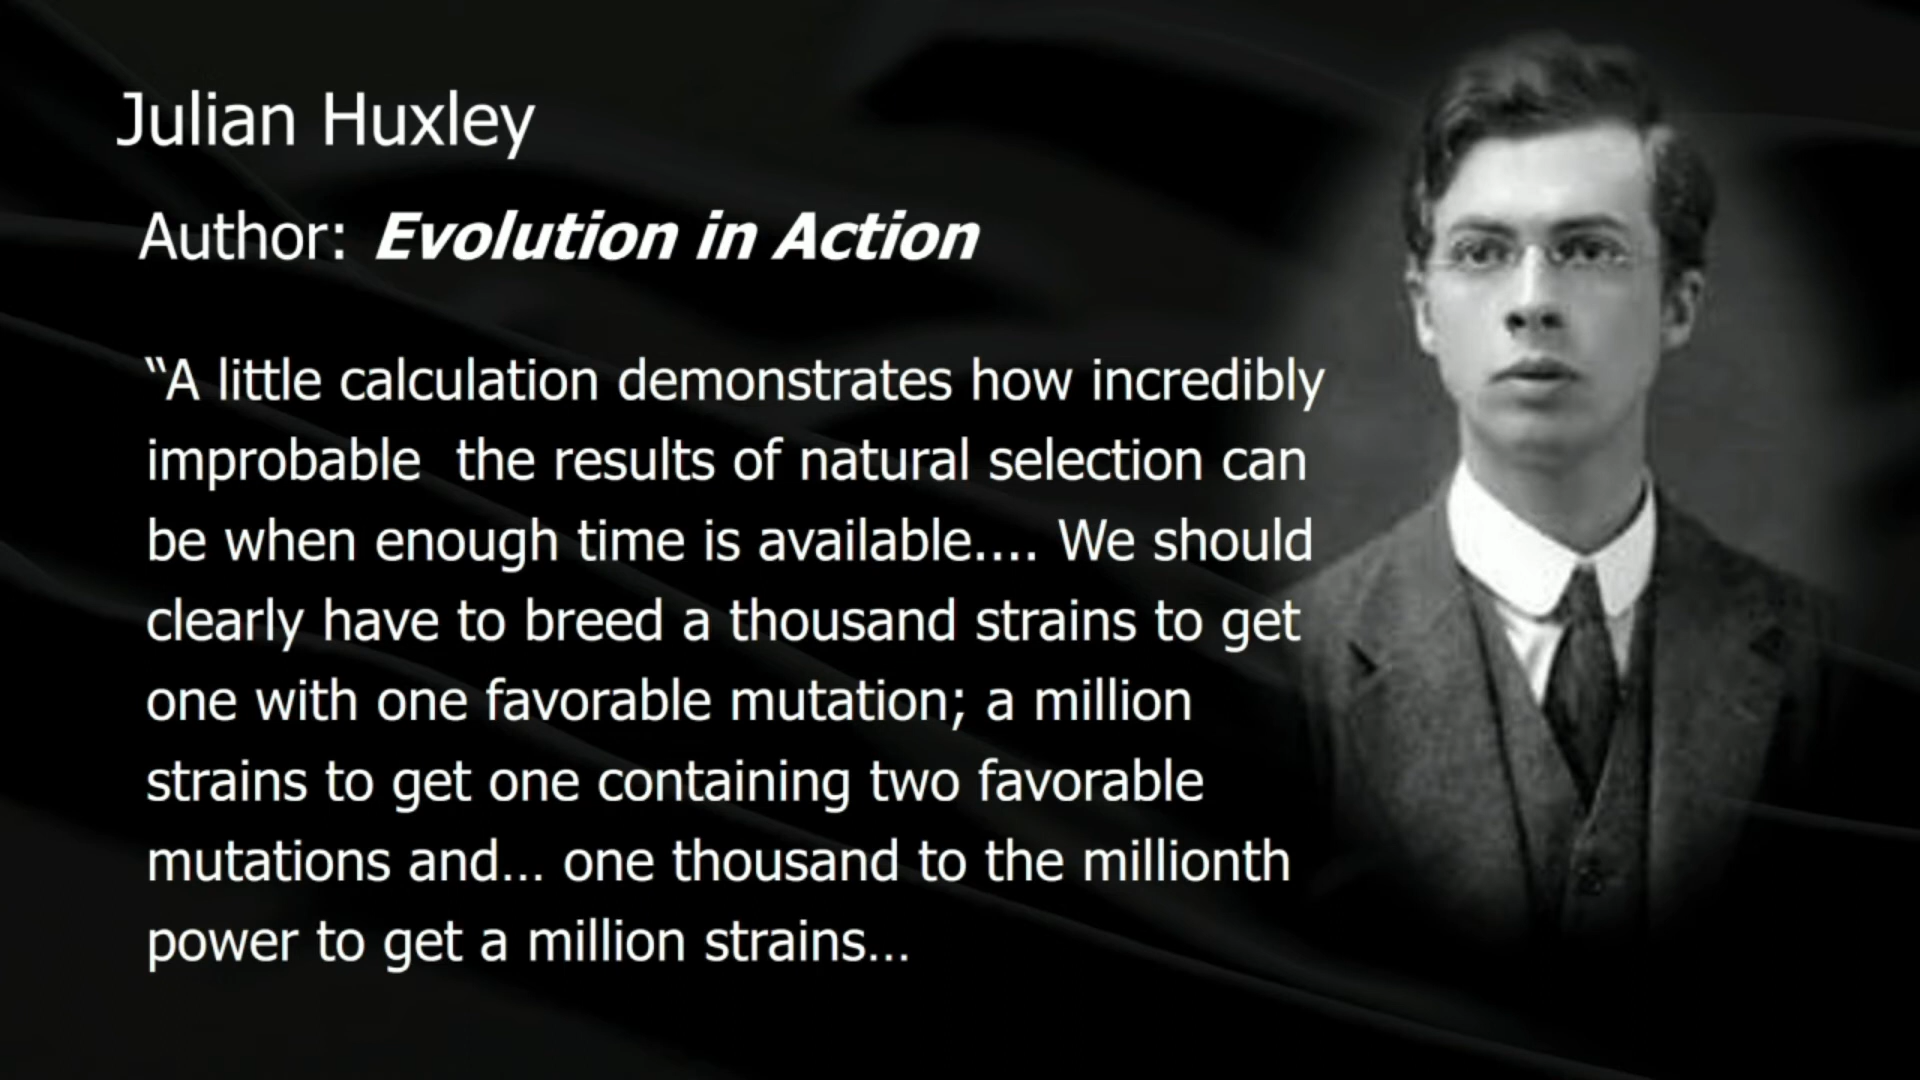 Julian Huxley
Author: Evolution in Action
“A little calculation demonstrates how incredibly
improbable  the results of natural selection can
be when enough time is available.... We should
clearly have to breed a thousand strains to get
one with one favorable mutation; a million
strains to get one containing two favorable
mutations and... one thousand to the millionth
power to get a million strains...